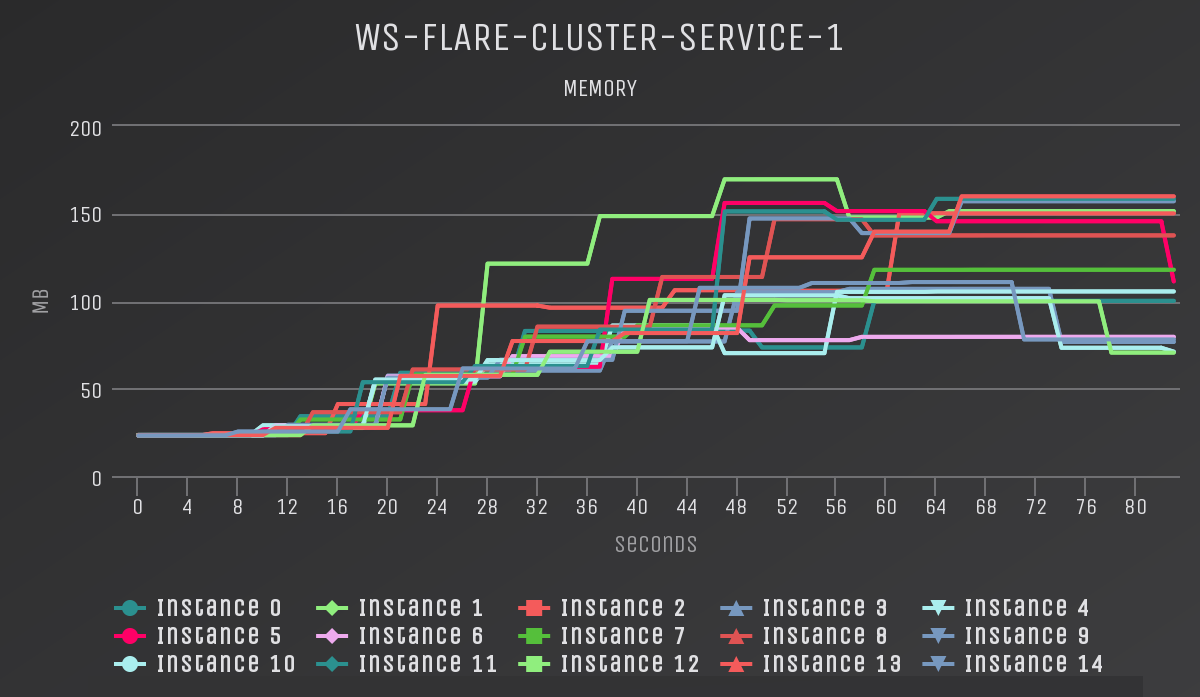 WS-FLARE-CLUSTER-SERVICE-1
MEMORY
200
150
100
50
0
MB
0 4 8 12 16 20 24 28 32 36 40 44 48 52 56 60 64 68 72 76 80
Seconds
Instance 0 Instance 1 Instance 2 Instance 3 Instance 4
Instance 5 Instance 6 Instance 7 Instance 8 Instance 9
Instance 10 Instance 11 Instance 12 Instance 13 Instance 14